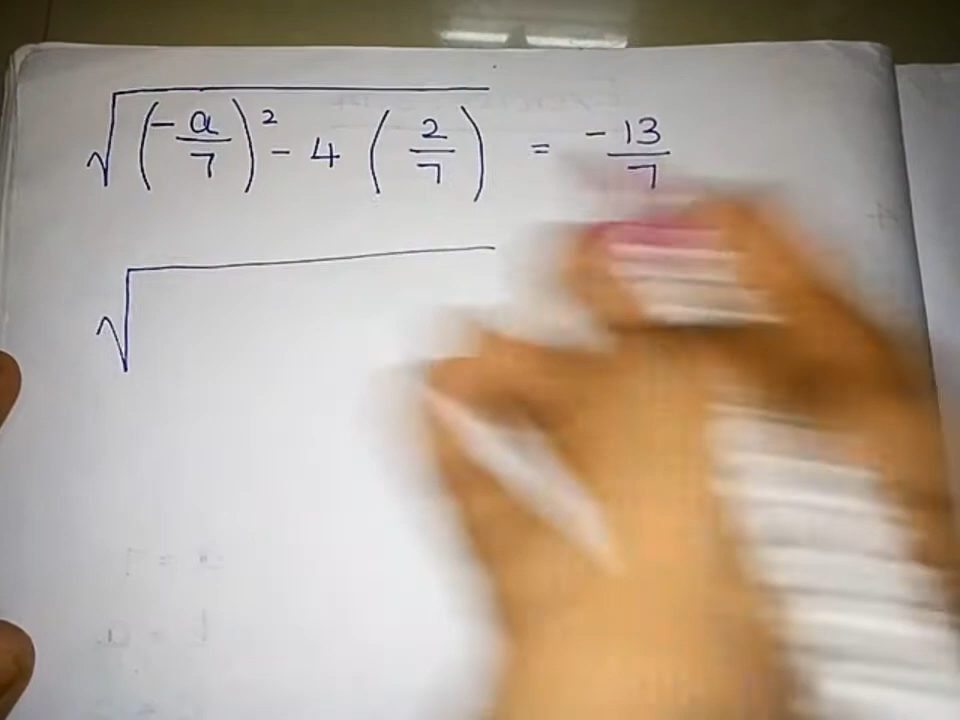 √((-a/7)² - 4(2/7)) = -13/7
√